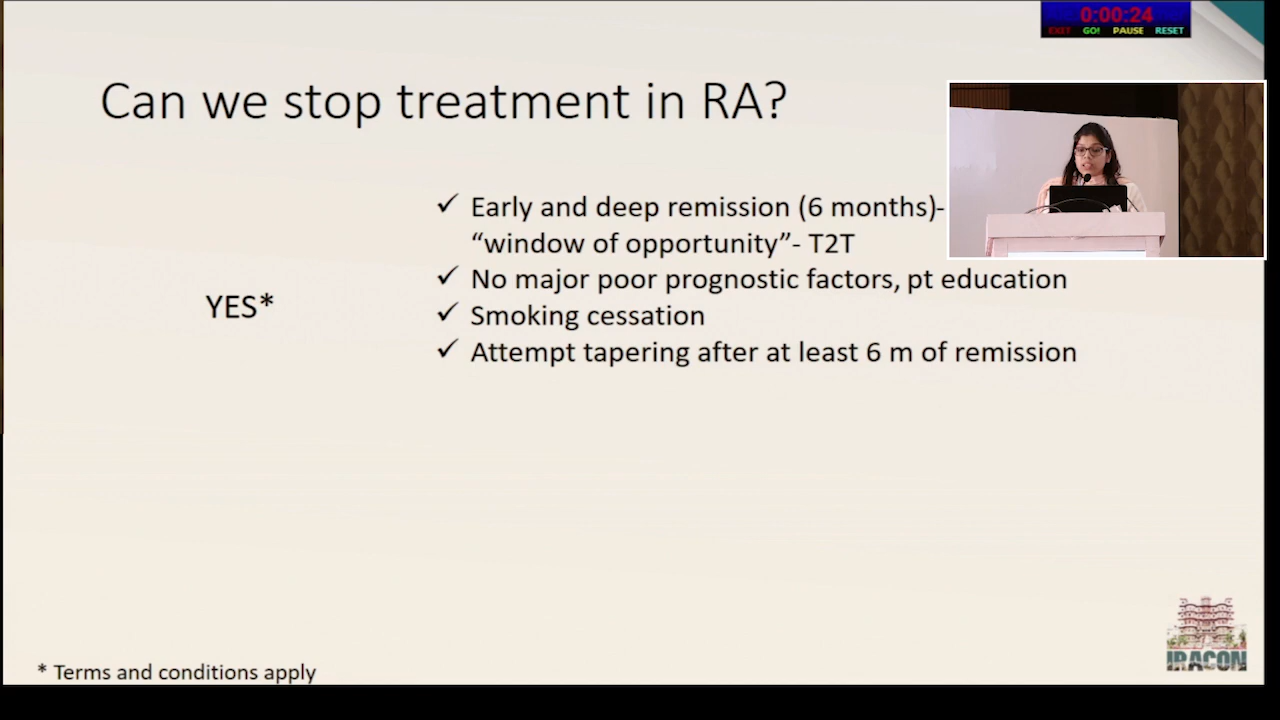 0:00:24
EXIT GO! PAUSE RESET
Can we stop treatment in RA?
✓ Early and deep remission (6 months)-
“window of opportunity”- T2T
✓ No major poor prognostic factors, pt education
YES*
✓ Smoking cessation
✓ Attempt tapering after at least 6 m of remission
IRACON
* Terms and conditions apply